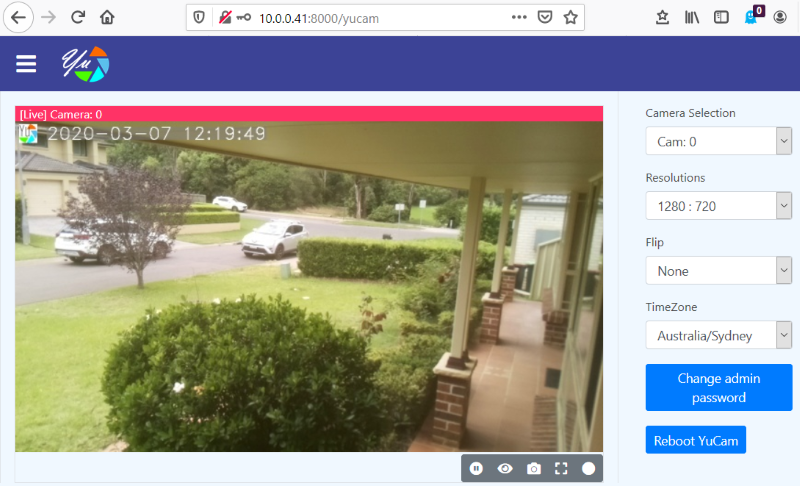 10.0.0.41:8000/yucam
0
Yu
[Live] Camera: 0
Yu
2020-03-07 12:19:49
Camera Selection
Cam: 0
Resolutions
1280 : 720
Flip
None
TimeZone
Australia/Sydney
Change admin
password
Reboot YuCam